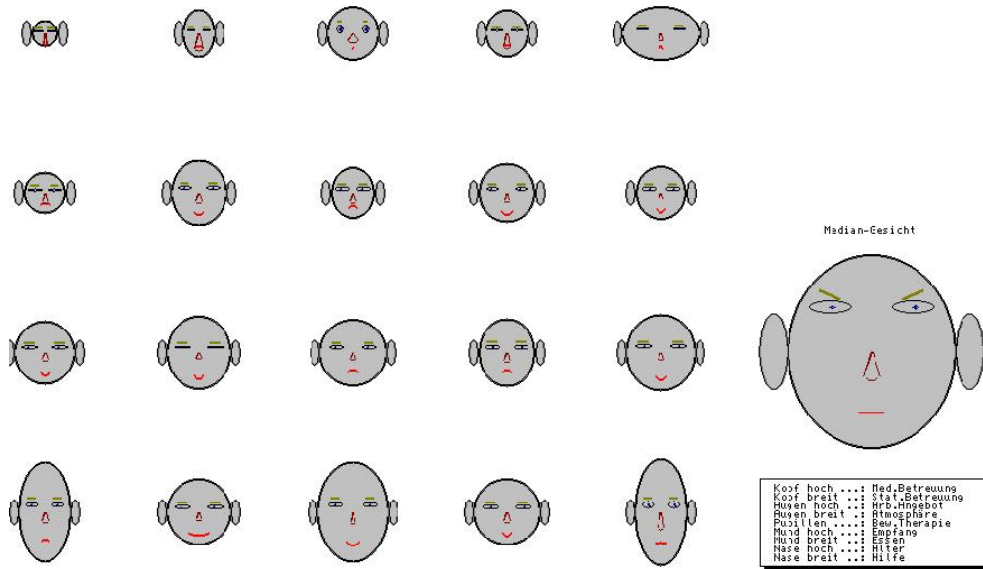 Median-Gesicht
Kopf hoch ...: Med.Betreuung
Kopf breit ..: Stat.Betreuung
Augen hoch ..: Arb.Angebot
Augen breit .: Atmosphäre
Pupillen ....: Bew.Therapie
Mund hoch ...: Empfang
Mund breit ..: Essen
Nase hoch ...: Alter
Nase breit ..: Hilfe